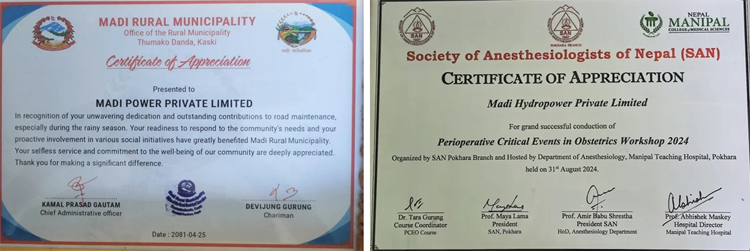 MADI RURAL MUNICIPALITY
Office of the Rural Municipality
Thumako Danda, Kaski
Certificate of Appreciation
Presented to
MADI POWER PRIVATE LIMITED
In recognition of your unwavering dedication and outstanding contributions to road maintenance,
especially during the rainy season. Your readiness to respond to the community's needs and your
proactive involvement in various social initiatives have greatly benefited Madi Rural Municipality.
Your selfless service and commitment to the well-being of our community are deeply appreciated.
Thank you for making a significant difference.
KAMAL PRASAD GAUTAM
Chief Administrative officer
DEVIJUNG GURUNG
Chariman
Date : 2081-04-25
SAN
POKHARA BRANCH
NEPAL
MANIPAL
COLLEGE of MEDICAL SCIENCES
Society of Anesthesiologists of Nepal (SAN)
CERTIFICATE OF APPRECIATION
Madi Hydropower Private Limited
For grand successful conduction of
Perioperative Critical Events in Obstetrics Workshop 2024
Organized by SAN Pokhara Branch and Hosted by Department of Anesthesiology, Manipal Teaching Hospital, Pokhara
held on 31st August 2024.
Dr. Tara Gurung
Course Coordinator
PCEO Course
Prof. Maya Lama
President
SAN, Pokhara
Prof. Amir Babu Shrestha
President SAN
HoD, Anesthesiology Department
Prof. Abhishek Maskey
Hospital Director
Manipal Teaching Hospital